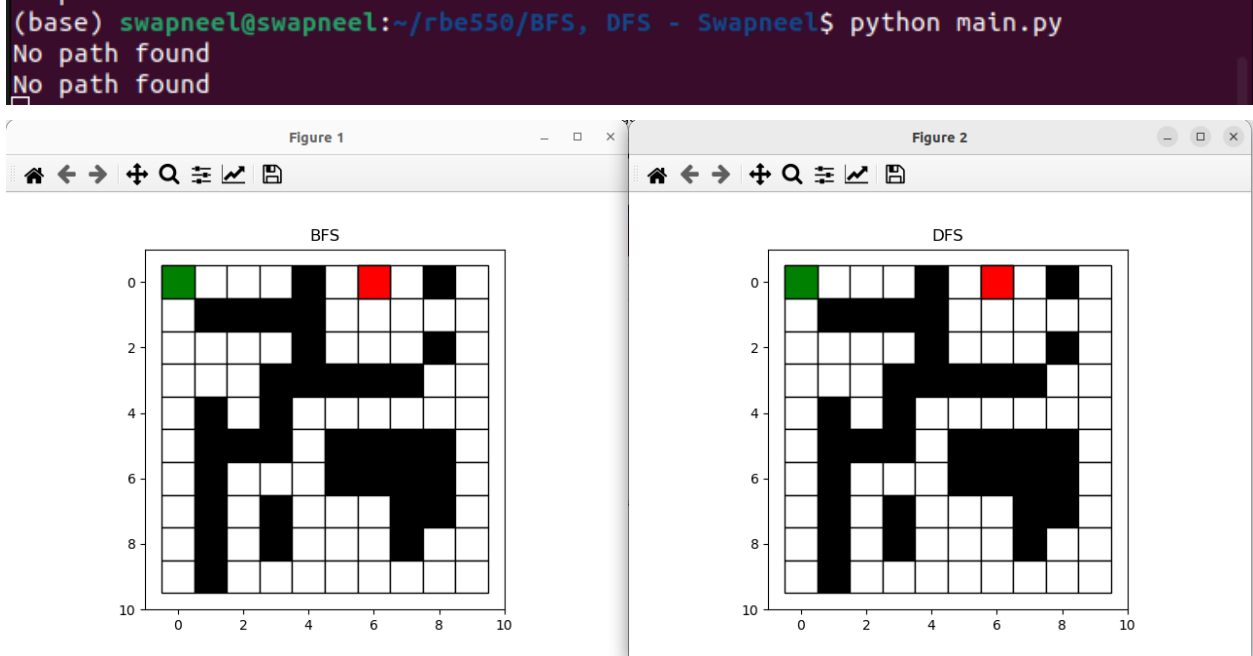 (base) swapneel@swapneel:~/rbe550/BFS, DFS - Swapneel$ python main.py
No path found
No path found
Figure 1
BFS
0
2
4
6
8
10
0 2 4 6 8 10
Figure 2
DFS
0
2
4
6
8
10
0 2 4 6 8 10